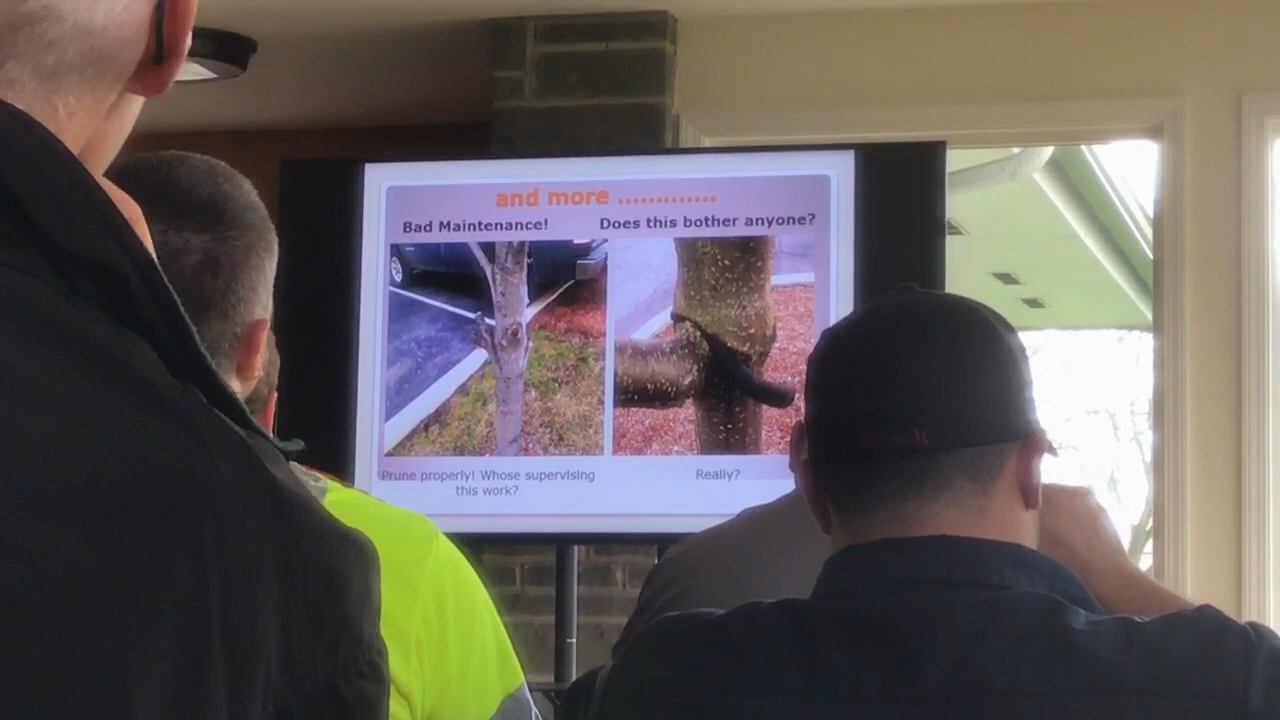 and more .............
Bad Maintenance!
Does this bother anyone?
Prune properly! Whose supervising
this work?
Really?